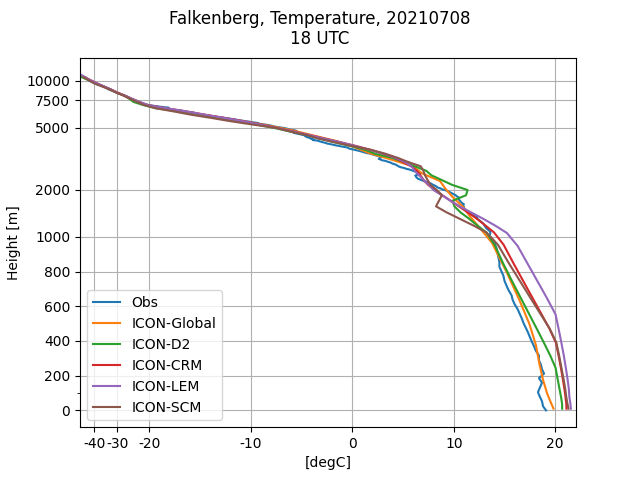 Falkenberg, Temperature, 20210708
18 UTC
10000
7500
5000
2000
1000
800
600
400
200
0
Height [m]
Obs
ICON-Global
ICON-D2
ICON-CRM
ICON-LEM
ICON-SCM
-40 -30 -20 -10 0 10 20
[degC]